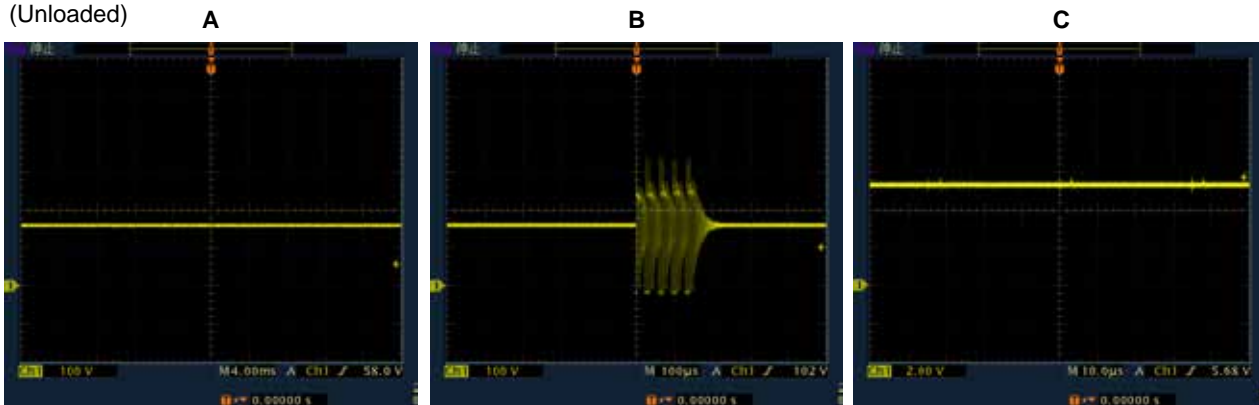 (Unloaded)
A
B
C
停止
停止
停止
Ch1 100 V M4.00ms A Ch1 58.0 V
0.00000 s
Ch1 100 V M 100µs A Ch1 102 V
0.00000 s
Ch1 2.00 V M 10.0µs A Ch1 5.68 V
0.00000 s